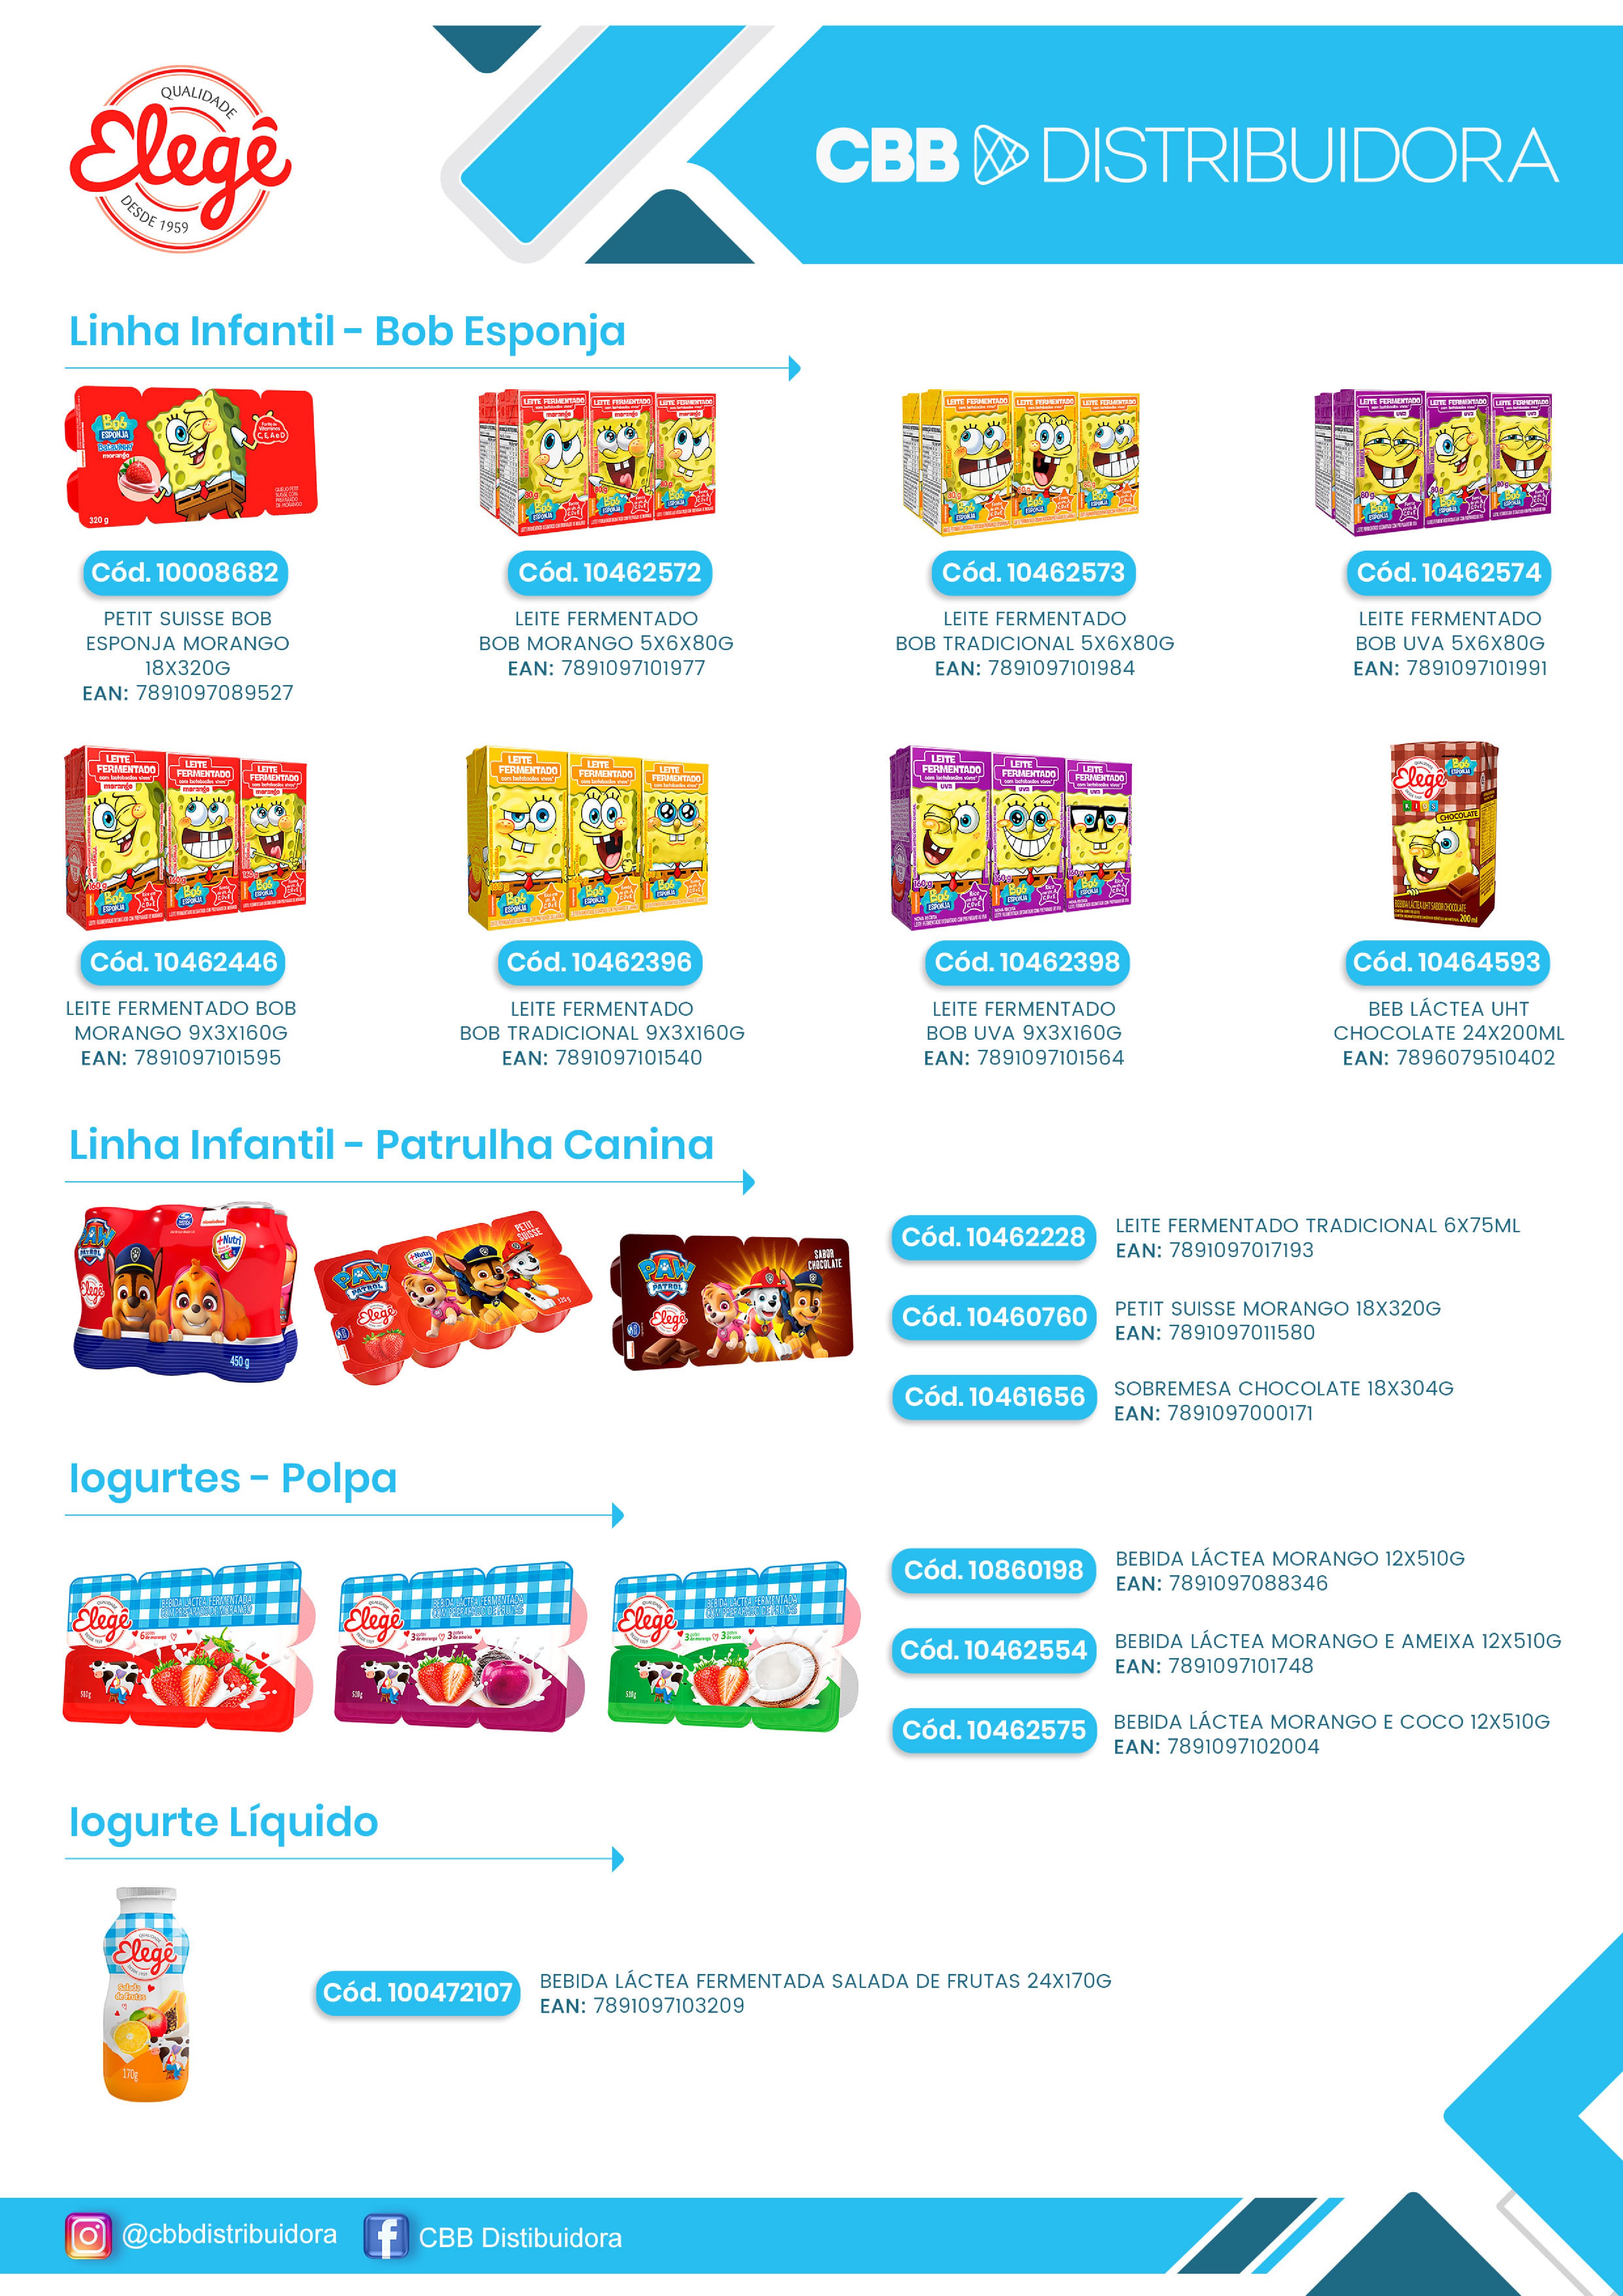 QUALIDADE
Elegê
DESDE 1959
CBB DISTRIBUIDORA
Linha Infantil - Bob Esponja
Cód. 10008682
PETIT SUISSE BOB
ESPONJA MORANGO
18X320G
EAN: 7891097089527
Cód. 10462572
LEITE FERMENTADO
BOB MORANGO 5X6X80G
EAN: 7891097101977
Cód. 10462573
LEITE FERMENTADO
BOB TRADICIONAL 5X6X80G
EAN: 7891097101984
Cód. 10462574
LEITE FERMENTADO
BOB UVA 5X6X80G
EAN: 7891097101991
Cód. 10462446
LEITE FERMENTADO BOB
MORANGO 9X3X160G
EAN: 7891097101595
Cód. 10462396
LEITE FERMENTADO
BOB TRADICIONAL 9X3X160G
EAN: 7891097101540
Cód. 10462398
LEITE FERMENTADO
BOB UVA 9X3X160G
EAN: 7891097101564
Cód. 10464593
BEB LÁCTEA UHT
CHOCOLATE 24X200ML
EAN: 7896079510402
Linha Infantil - Patrulha Canina
Cód. 10462228
LEITE FERMENTADO TRADICIONAL 6X75ML
EAN: 7891097017193
Cód. 10460760
PETIT SUISSE MORANGO 18X320G
EAN: 7891097011580
Cód. 10461656
SOBREMESA CHOCOLATE 18X304G
EAN: 7891097000171
Iogurtes - Polpa
Cód. 10860198
BEBIDA LÁCTEA MORANGO 12X510G
EAN: 7891097088346
Cód. 10462554
BEBIDA LÁCTEA MORANGO E AMEIXA 12X510G
EAN: 7891097101748
Cód. 10462575
BEBIDA LÁCTEA MORANGO E COCO 12X510G
EAN: 7891097102004
Iogurte Líquido
Elegê
Salada
de Frutas
170g
Cód. 100472107
BEBIDA LÁCTEA FERMENTADA SALADA DE FRUTAS 24X170G
EAN: 7891097103209
@cbbdistribuidora
CBB Distibuidora